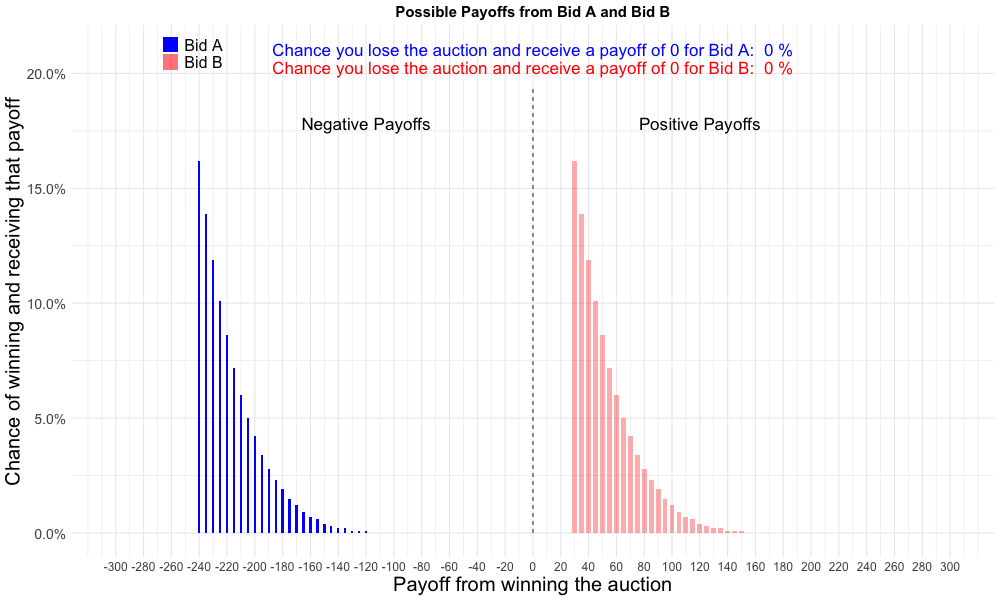 Possible Payoffs from Bid A and Bid B
Bid A
Bid B
Chance you lose the auction and receive a payoff of 0 for Bid A:  0 %
Chance you lose the auction and receive a payoff of 0 for Bid B:  0 %
Negative Payoffs
Positive Payoffs
Chance of winning and receiving that payoff
20.0%
15.0%
10.0%
5.0%
0.0%
-300 -280 -260 -240 -220 -200 -180 -160 -140 -120 -100 -80 -60 -40 -20 0 20 40 60 80 100 120 140 160 180 200 220 240 260 280 300
Payoff from winning the auction